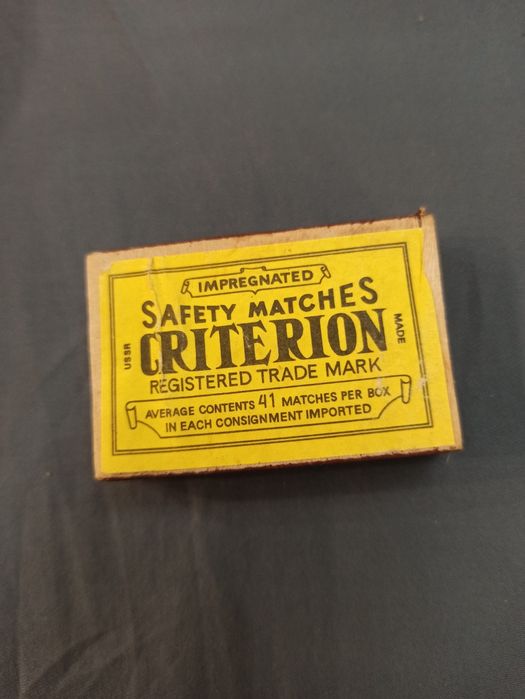 IMPREGNATED
SAFETY MATCHES
CRITERION
REGISTERED TRADE MARK
AVERAGE CONTENTS 41 MATCHES PER BOX
IN EACH CONSIGNMENT IMPORTED
USSR
MADE